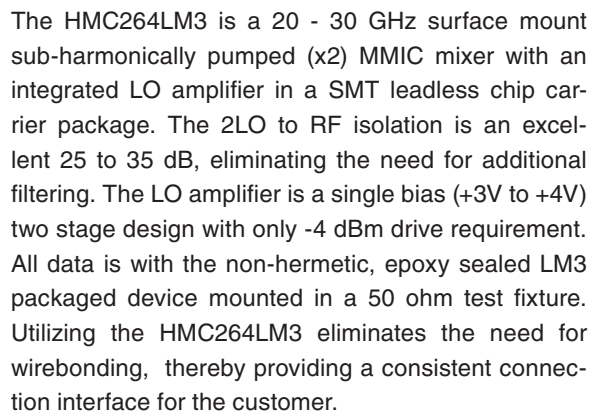 The HMC264LM3 is a 20 - 30 GHz surface mount
sub-harmonically pumped (x2) MMIC mixer with an
integrated LO amplifier in a SMT leadless chip car-
rier package. The 2LO to RF isolation is an excel-
lent 25 to 35 dB, eliminating the need for additional
filtering. The LO amplifier is a single bias (+3V to +4V)
two stage design with only -4 dBm drive requirement.
All data is with the non-hermetic, epoxy sealed LM3
packaged device mounted in a 50 ohm test fixture.
Utilizing the HMC264LM3 eliminates the need for
wirebonding, thereby providing a consistent connec-
tion interface for the customer.